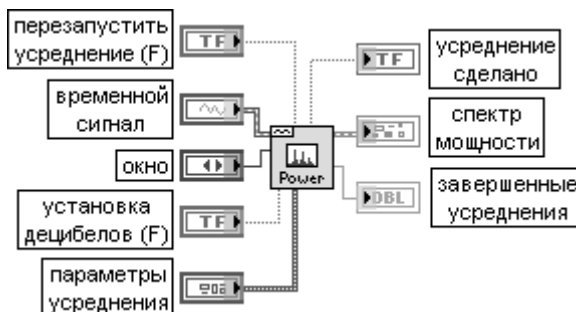 перезапустить
усреднение (F)
TF
временной
сигнал
окно
установка
децибелов (F)
TF
параметры
усреднения
Power
TF
усреднение
сделано
спектр
мощности
DBL
завершенные
усреднения